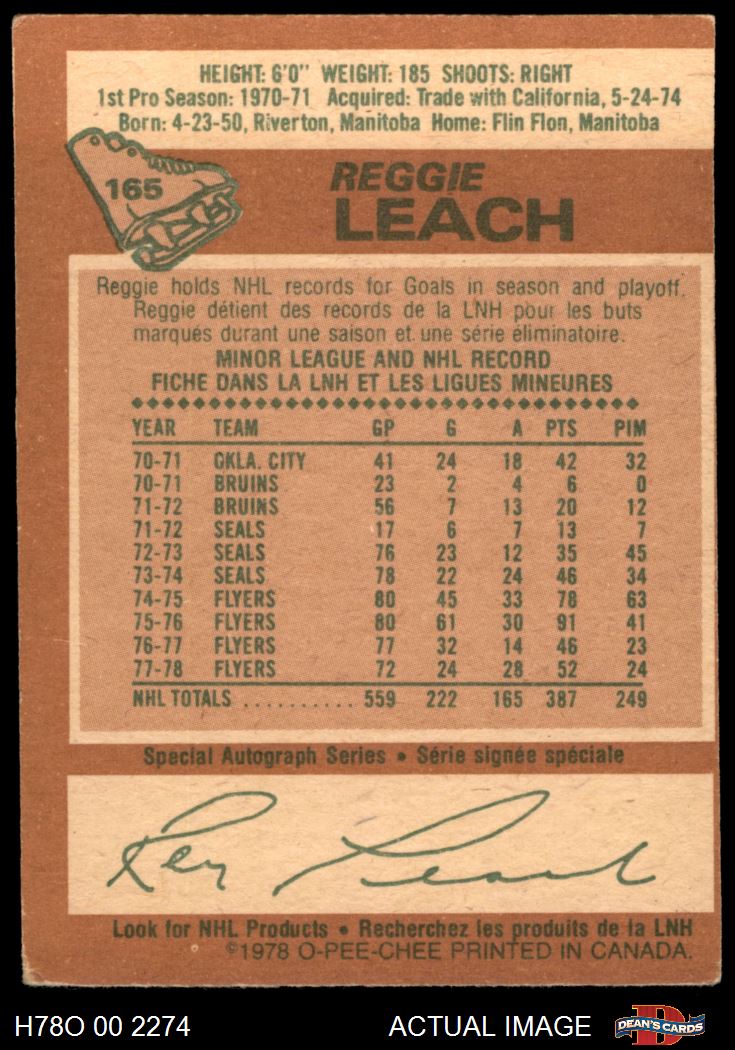 HEIGHT: 6'0" WEIGHT: 185 SHOOTS: RIGHT
1st Pro Season: 1970-71 Acquired: Trade with California, 5-24-74
Born: 4-23-50, Riverton, Manitoba Home: Flin Flon, Manitoba
165
REGGIE
LEACH
Reggie holds NHL records for Goals in season and playoff.
Reggie détient des records de la LNH pour les buts
marqués durant une saison et une série éliminatoire.
MINOR LEAGUE AND NHL RECORD
FICHE DANS LA LNH ET LES LIGUES MINEURES
YEAR TEAM GP G A PTS PIM
70-71 OKLA. CITY 41 24 18 42 32
70-71 BRUINS 23 2 4 6 0
71-72 BRUINS 56 7 13 20 12
71-72 SEALS 17 6 7 13 7
72-73 SEALS 76 23 12 35 45
73-74 SEALS 78 22 24 46 34
74-75 FLYERS 80 45 33 78 63
75-76 FLYERS 80 61 30 91 41
76-77 FLYERS 77 32 14 46 23
77-78 FLYERS 72 24 28 52 24
NHL TOTALS .......... 559 222 165 387 249
Special Autograph Series • Série signée spéciale
Reg Leach
Look for NHL Products • Recherchez les produits de la LNH
©1978 O-PEE-CHEE PRINTED IN CANADA.
H78O 00 2274 ACTUAL IMAGE DEAN'S CARDS